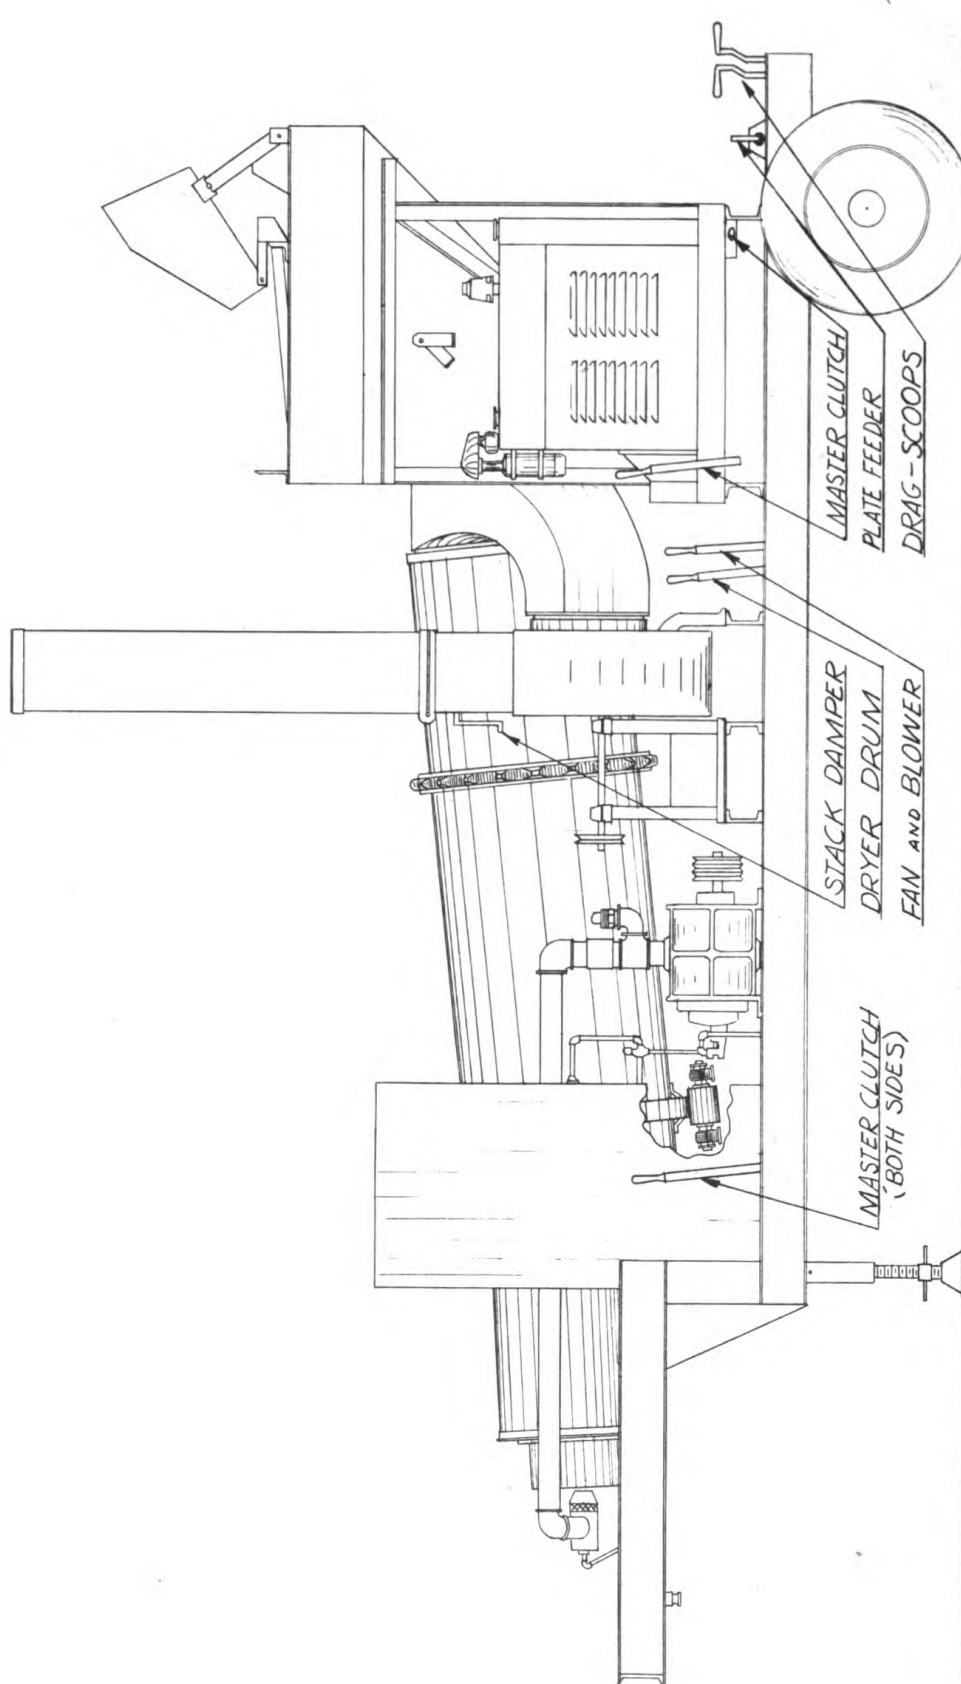 MASTER CLUTCH
(BOTH SIDES)
STACK DAMPER
DRYER DRUM
FAN AND BLOWER
MASTER CLUTCH
PLATE FEEDER
DRAG-SCOOPS